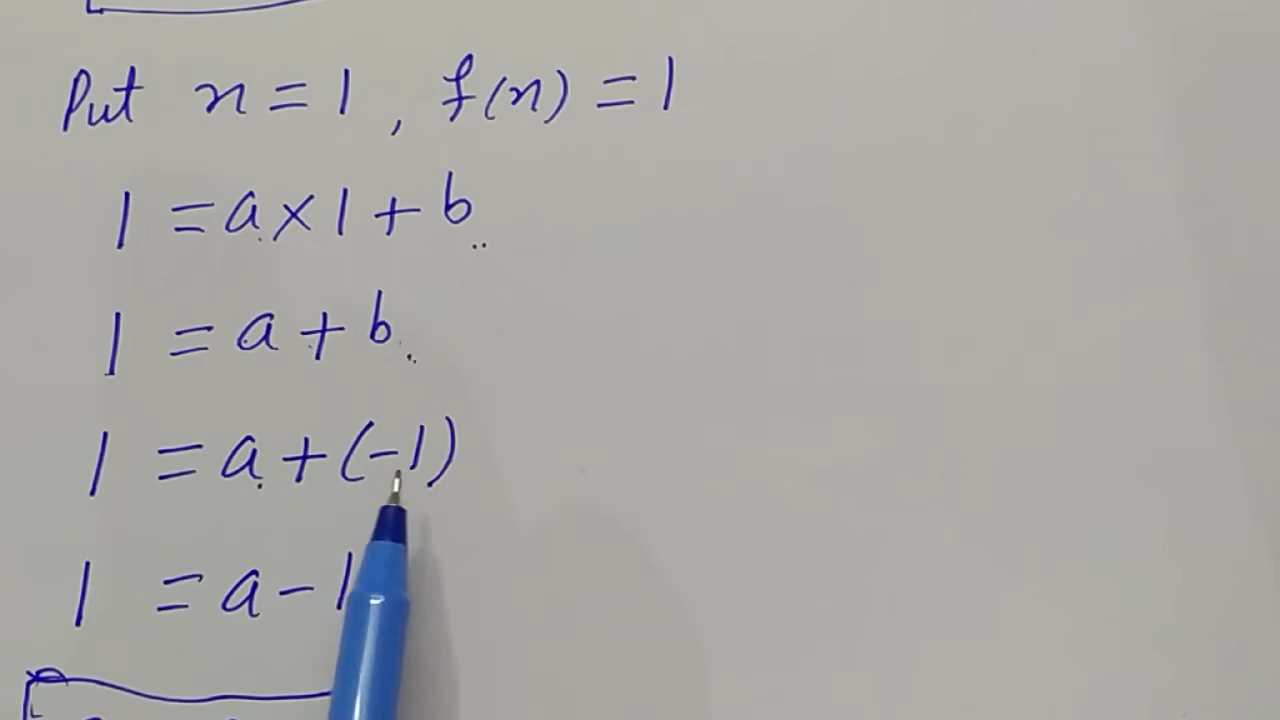 Put x = 1, f(x) = 1
1 = a × 1 + b
1 = a + b
1 = a + (-1)
1 = a - 1